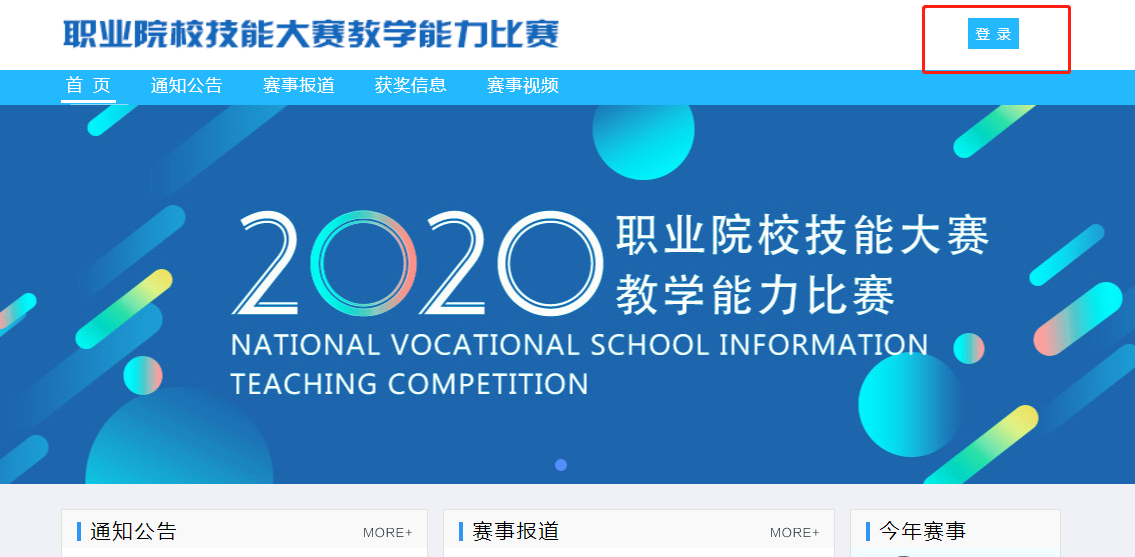 职业院校技能大赛教学能力比赛
登 录
首 页 通知公告 赛事报道 获奖信息 赛事视频
2020 职业院校技能大赛
教学能力比赛
NATIONAL VOCATIONAL SCHOOL INFORMATION
TEACHING COMPETITION
通知公告 MORE+
赛事报道 MORE+
今年赛事